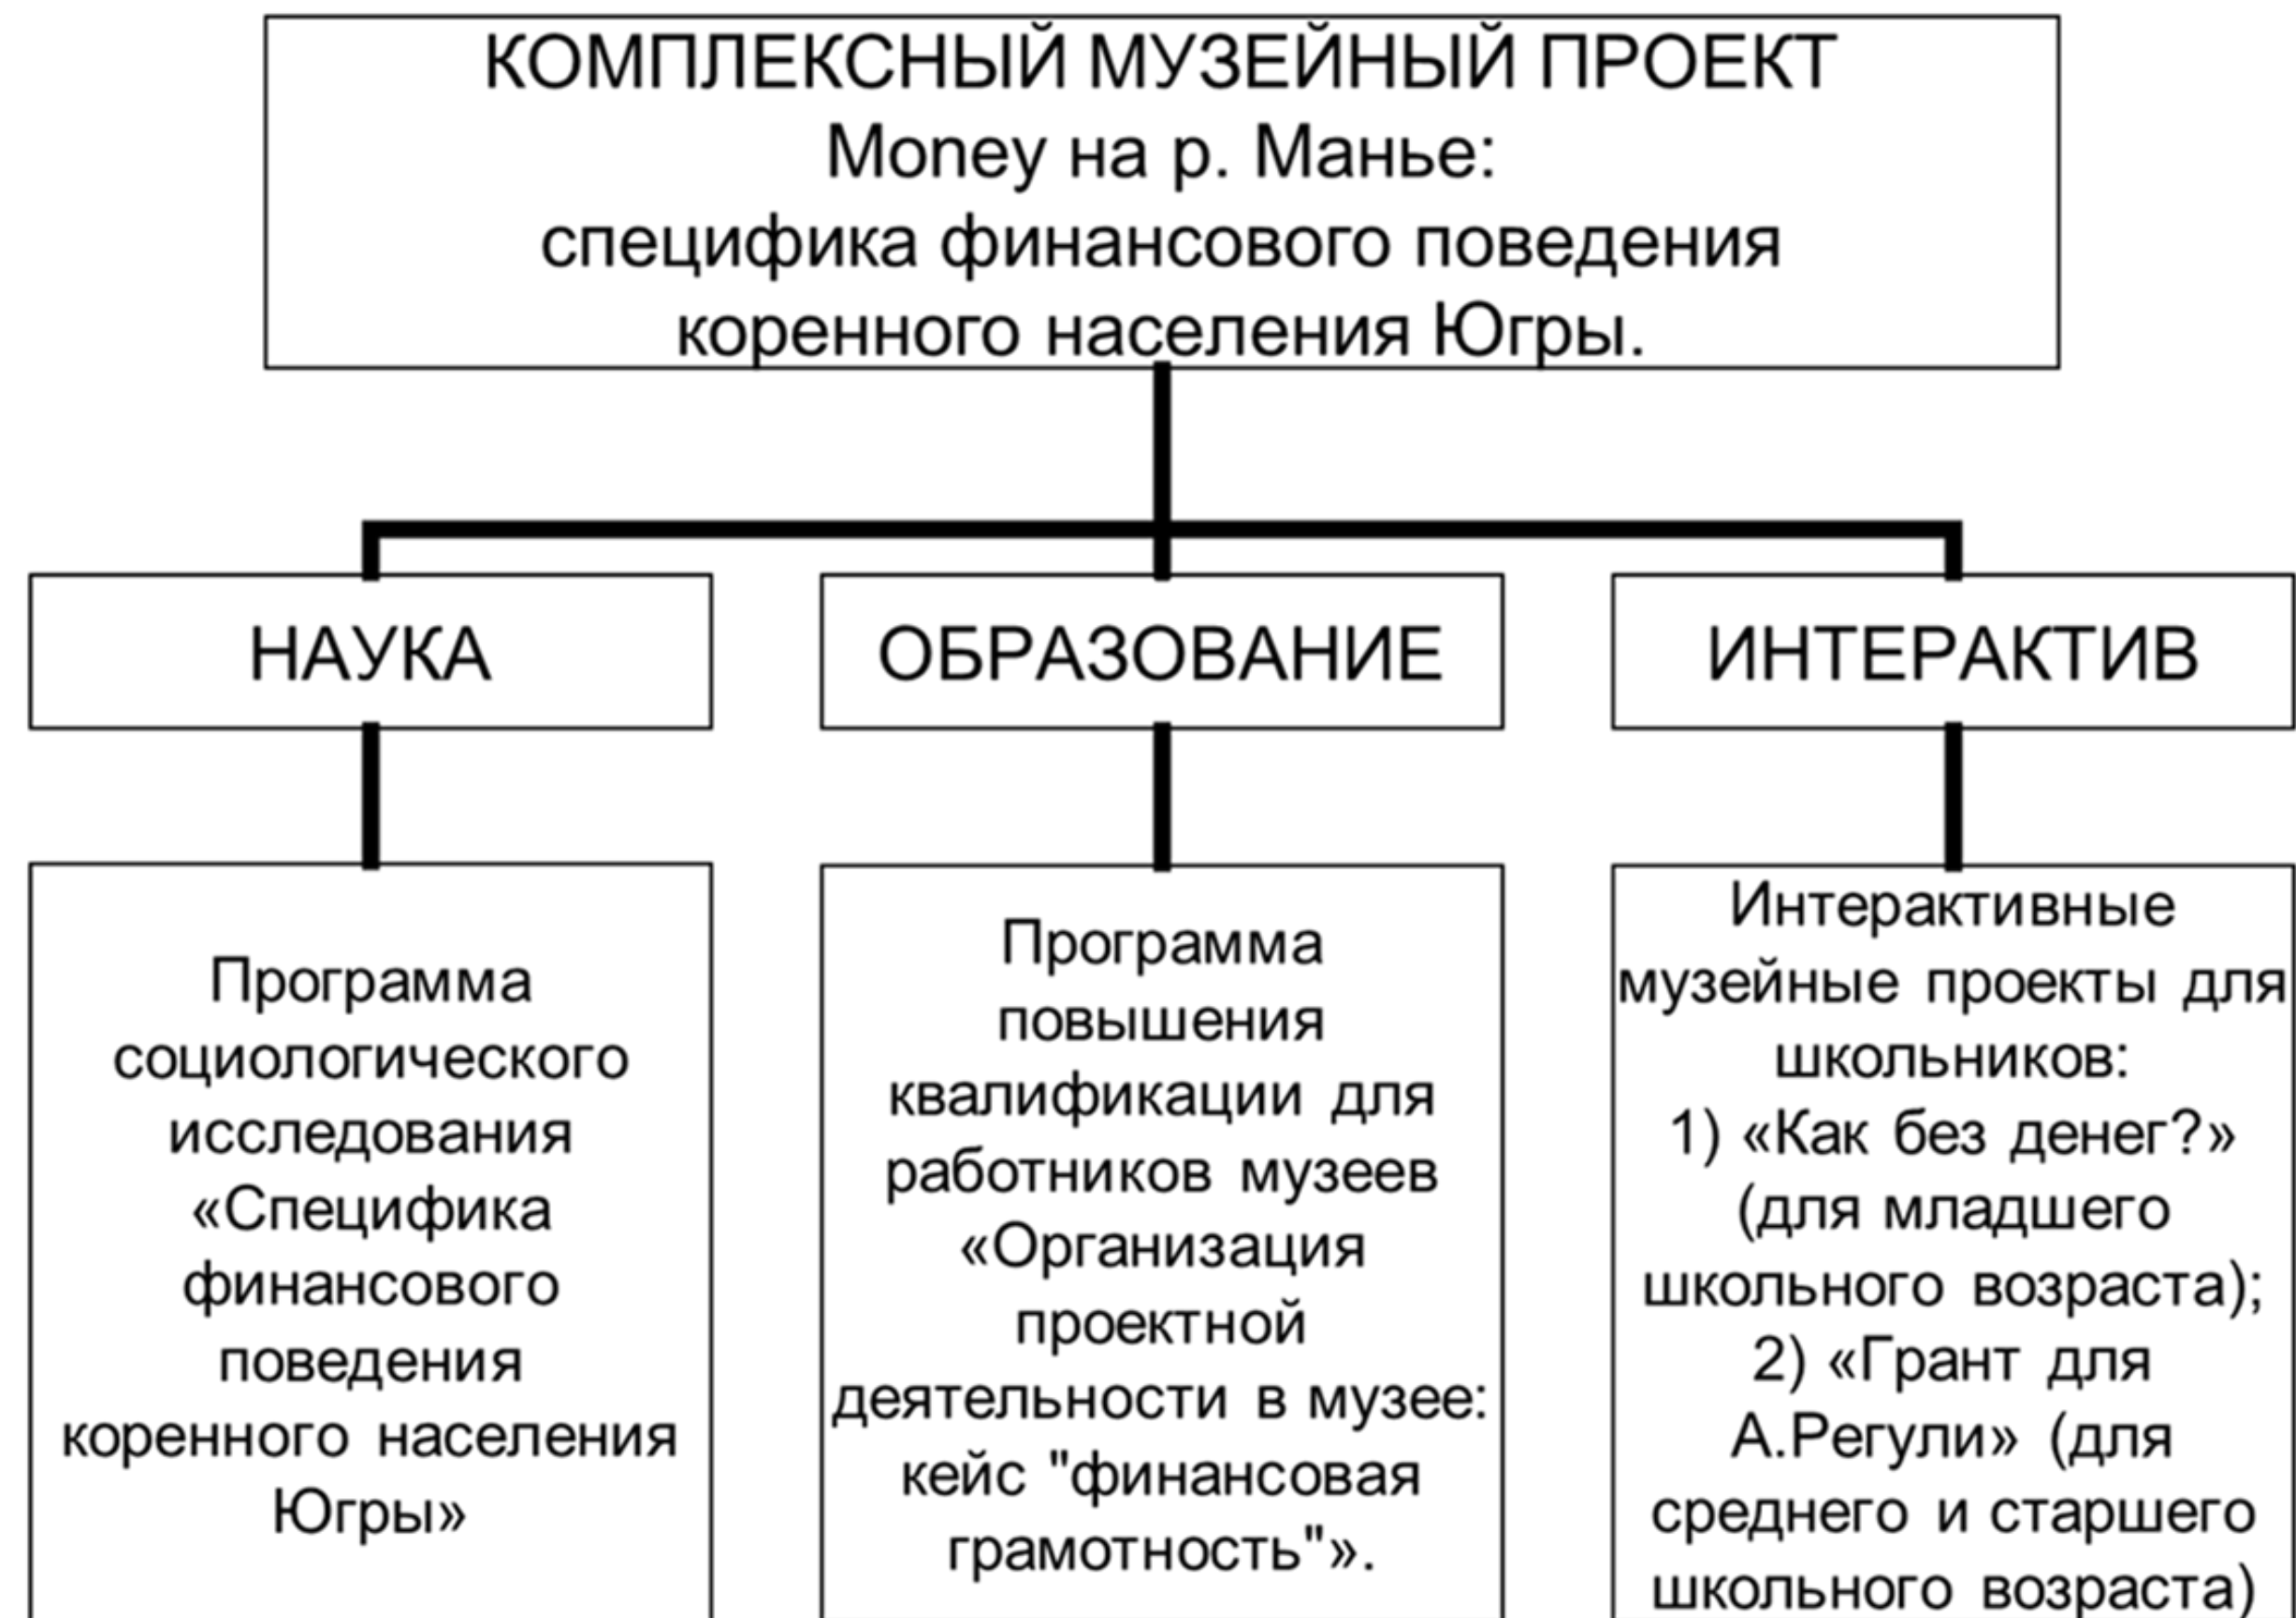 КОМПЛЕКСНЫЙ МУЗЕЙНЫЙ ПРОЕКТ
Money на р. Манье:
специфика финансового поведения
коренного населения Югры.
НАУКА
ОБРАЗОВАНИЕ
ИНТЕРАКТИВ
Программа
социологического
исследования
«Специфика
финансового
поведения
коренного населения
Югры»
Программа
повышения
квалификации для
работников музеев
«Организация
проектной
деятельности в музее:
кейс "финансовая
грамотность"».
Интерактивные
музейные проекты для
школьников:
1) «Как без денег?»
(для младшего
школьного возраста);
2) «Грант для
А.Регули» (для
среднего и старшего
школьного возраста)